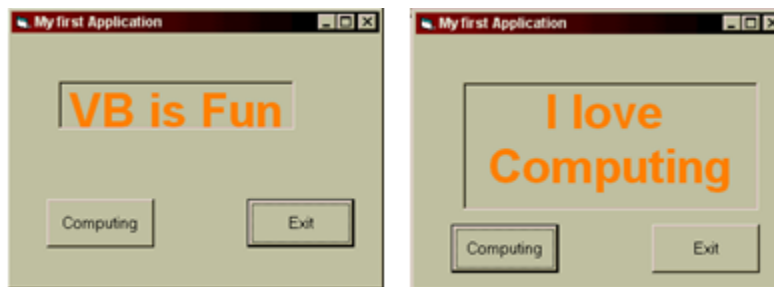 My first Application
VB is Fun
Computing
Exit
My first Application
I love
Computing
Computing
Exit